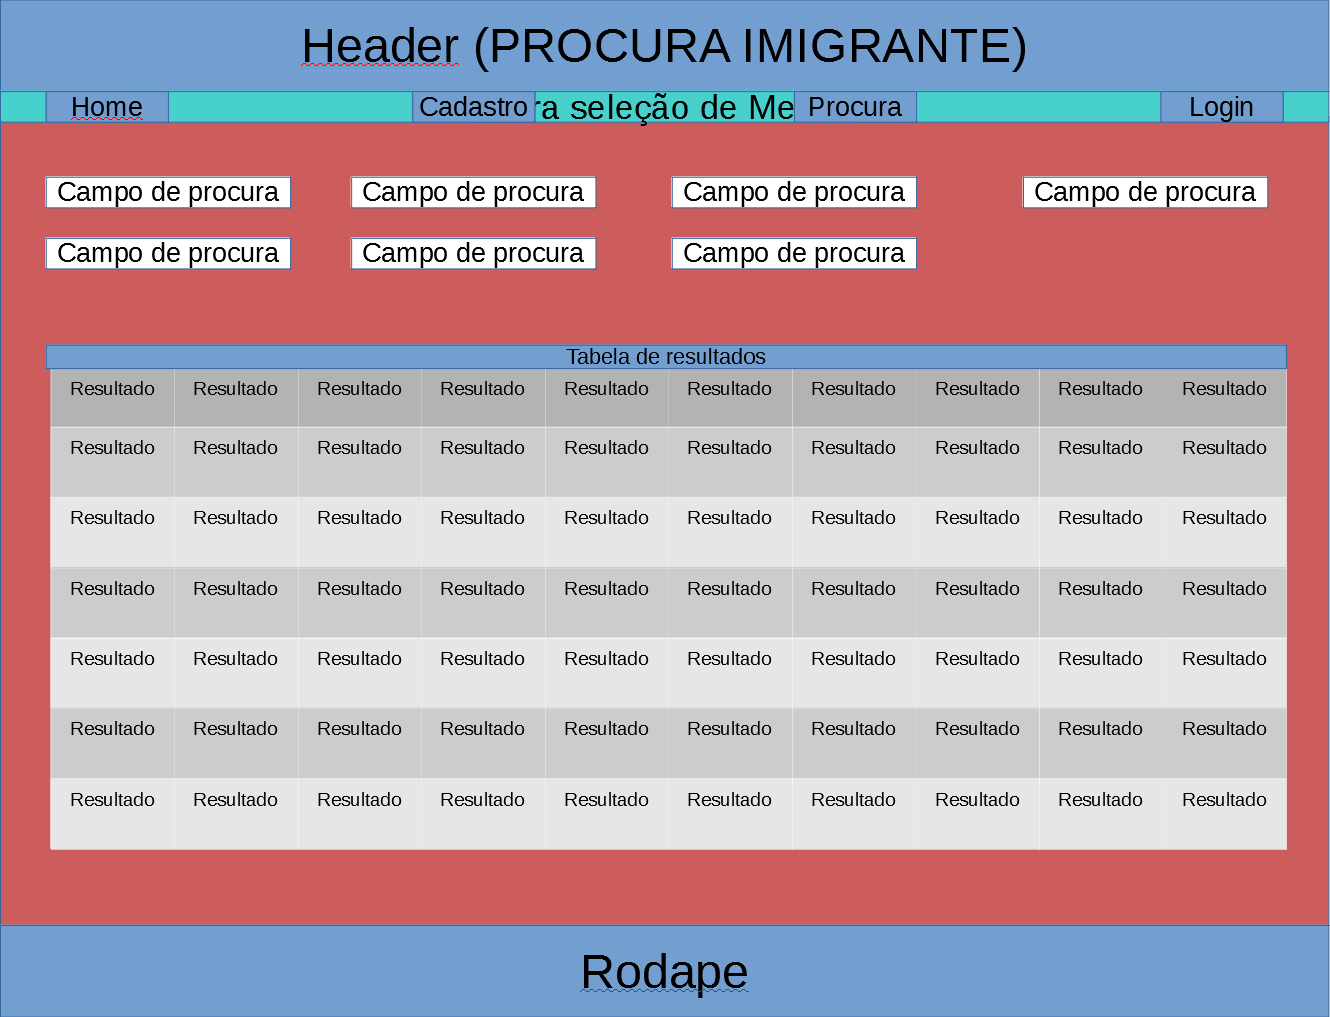 Header (PROCURA IMIGRANTE)
Home Cadastro ra seleção de Me Procura Login
Campo de procura Campo de procura Campo de procura Campo de procura
Campo de procura Campo de procura Campo de procura
Tabela de resultados
Resultado Resultado Resultado Resultado Resultado Resultado Resultado Resultado Resultado Resultado
Resultado Resultado Resultado Resultado Resultado Resultado Resultado Resultado Resultado Resultado
Resultado Resultado Resultado Resultado Resultado Resultado Resultado Resultado Resultado Resultado
Resultado Resultado Resultado Resultado Resultado Resultado Resultado Resultado Resultado Resultado
Resultado Resultado Resultado Resultado Resultado Resultado Resultado Resultado Resultado Resultado
Resultado Resultado Resultado Resultado Resultado Resultado Resultado Resultado Resultado Resultado
Resultado Resultado Resultado Resultado Resultado Resultado Resultado Resultado Resultado Resultado
Rodape